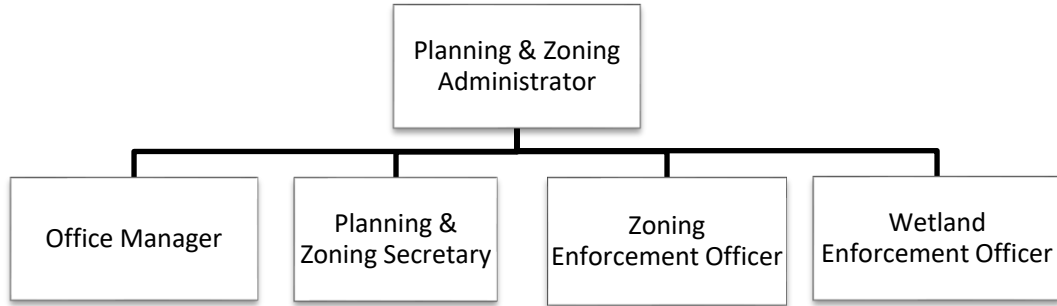 Planning & Zoning
Administrator
Office Manager
Planning &
Zoning Secretary
Zoning
Enforcement Officer
Wetland
Enforcement Officer